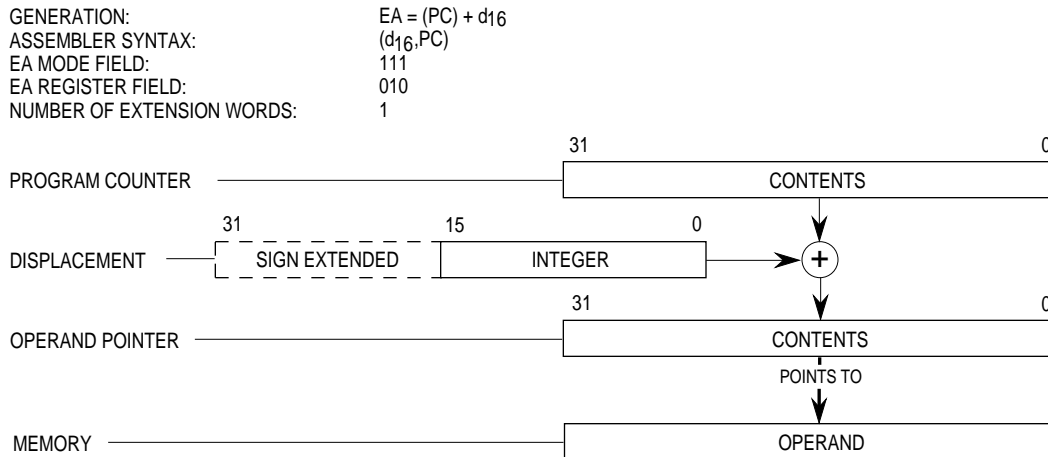 GENERATION: EA = (PC) + d16
ASSEMBLER SYNTAX: (d16,PC)
EA MODE FIELD: 111
EA REGISTER FIELD: 010
NUMBER OF EXTENSION WORDS: 1
31 0
PROGRAM COUNTER CONTENTS
31 15 0
DISPLACEMENT SIGN EXTENDED INTEGER +
31 0
OPERAND POINTER CONTENTS
POINTS TO
MEMORY OPERAND